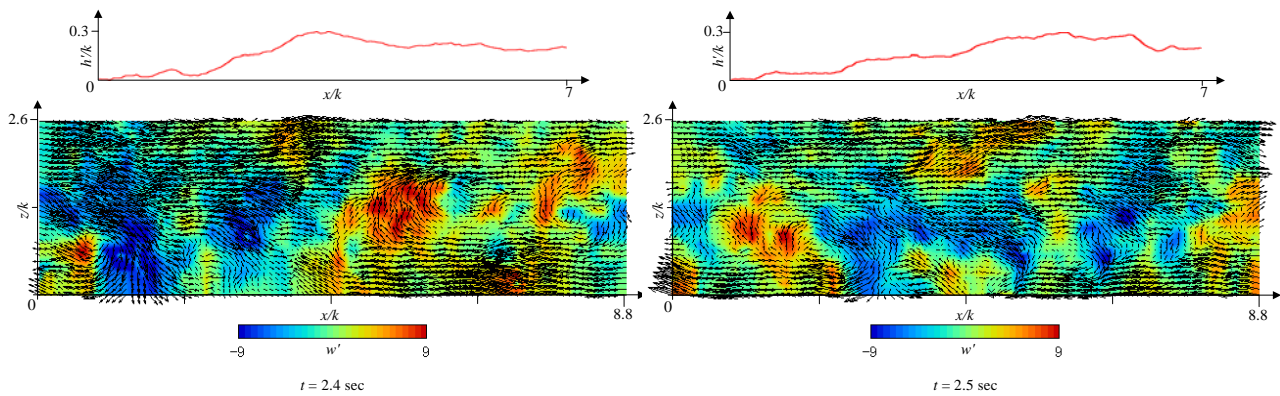 0.3
h'/k
0
x/k
7
2.6
z/k
0
x/k
8.8
−9
w'
9
t = 2.4 sec
0.3
h'/k
0
x/k
7
2.6
z/k
0
x/k
8.8
−9
w'
9
t = 2.5 sec